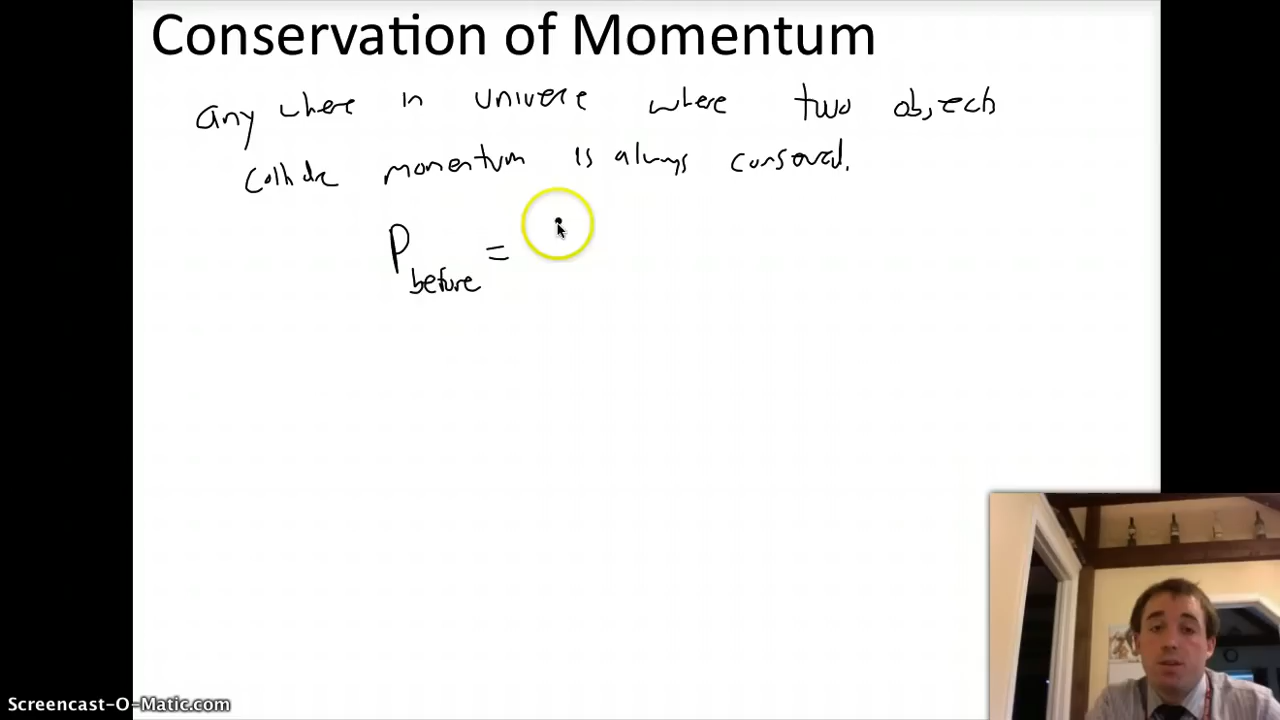 Conservation of Momentum
any where in universe where two objects
collide momentum is always conserved.
P before =
Screencast-O-Matic.com